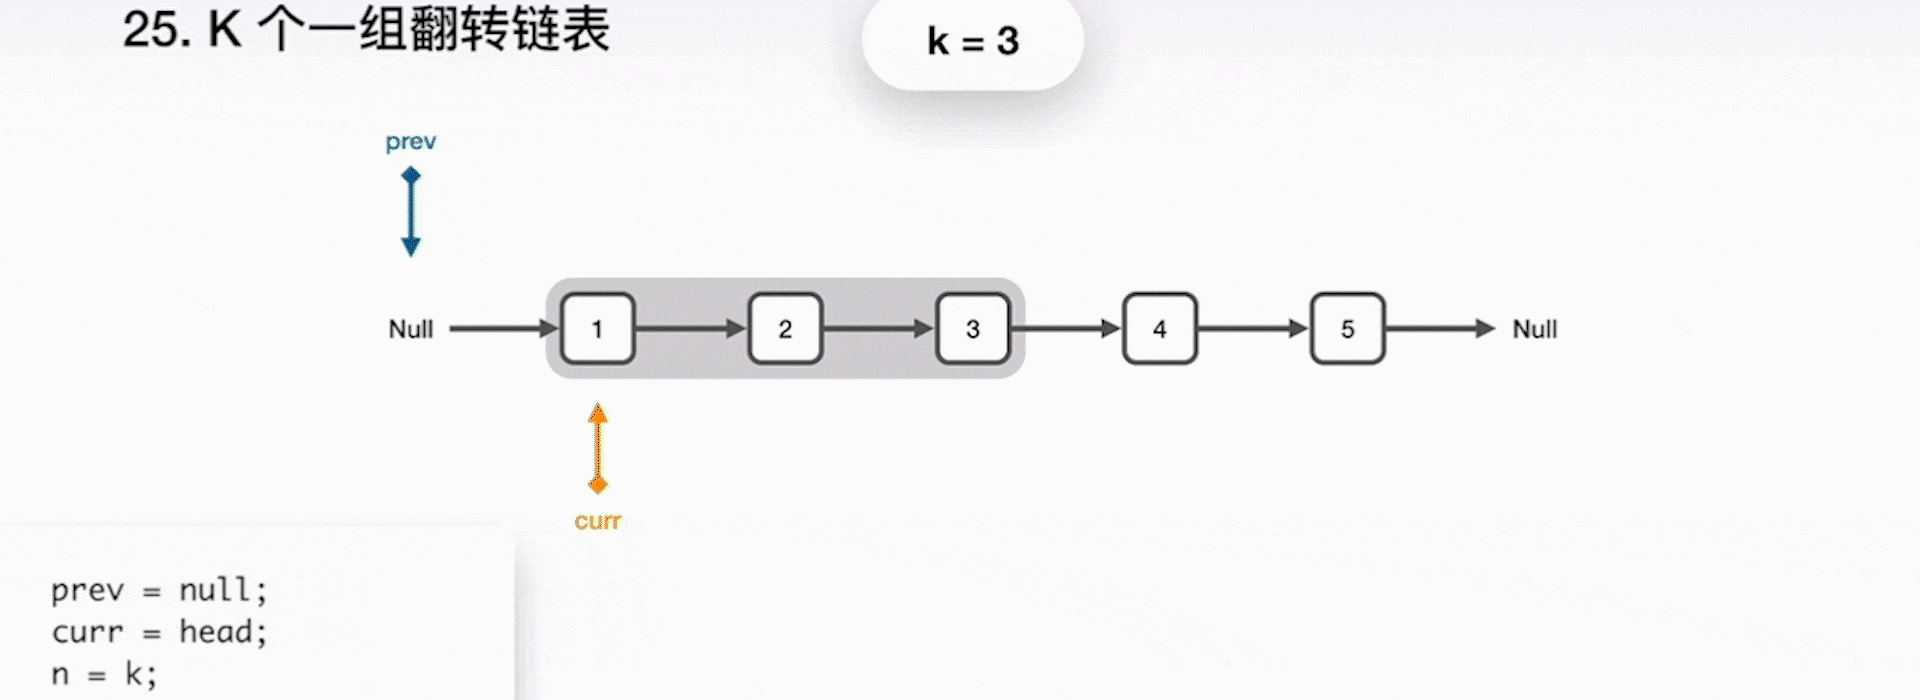 25. K 个一组翻转链表
k = 3
prev
Null 1 2 3 4 5 Null
curr
prev = null;
curr = head;
n = k;